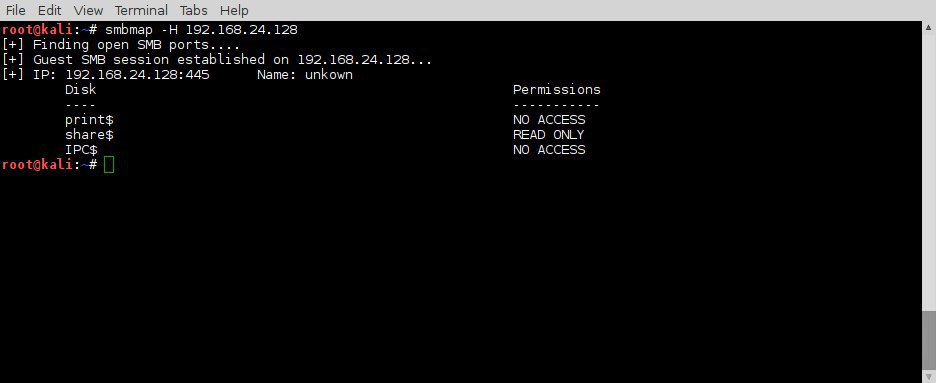 File Edit View Terminal Tabs Help
root@kali:~# smbmap -H 192.168.24.128
[+] Finding open SMB ports....
[+] Guest SMB session established on 192.168.24.128...
[+] IP: 192.168.24.128:445 Name: unkown
Disk Permissions
---- -----------
print$ NO ACCESS
share$ READ ONLY
IPC$ NO ACCESS
root@kali:~#